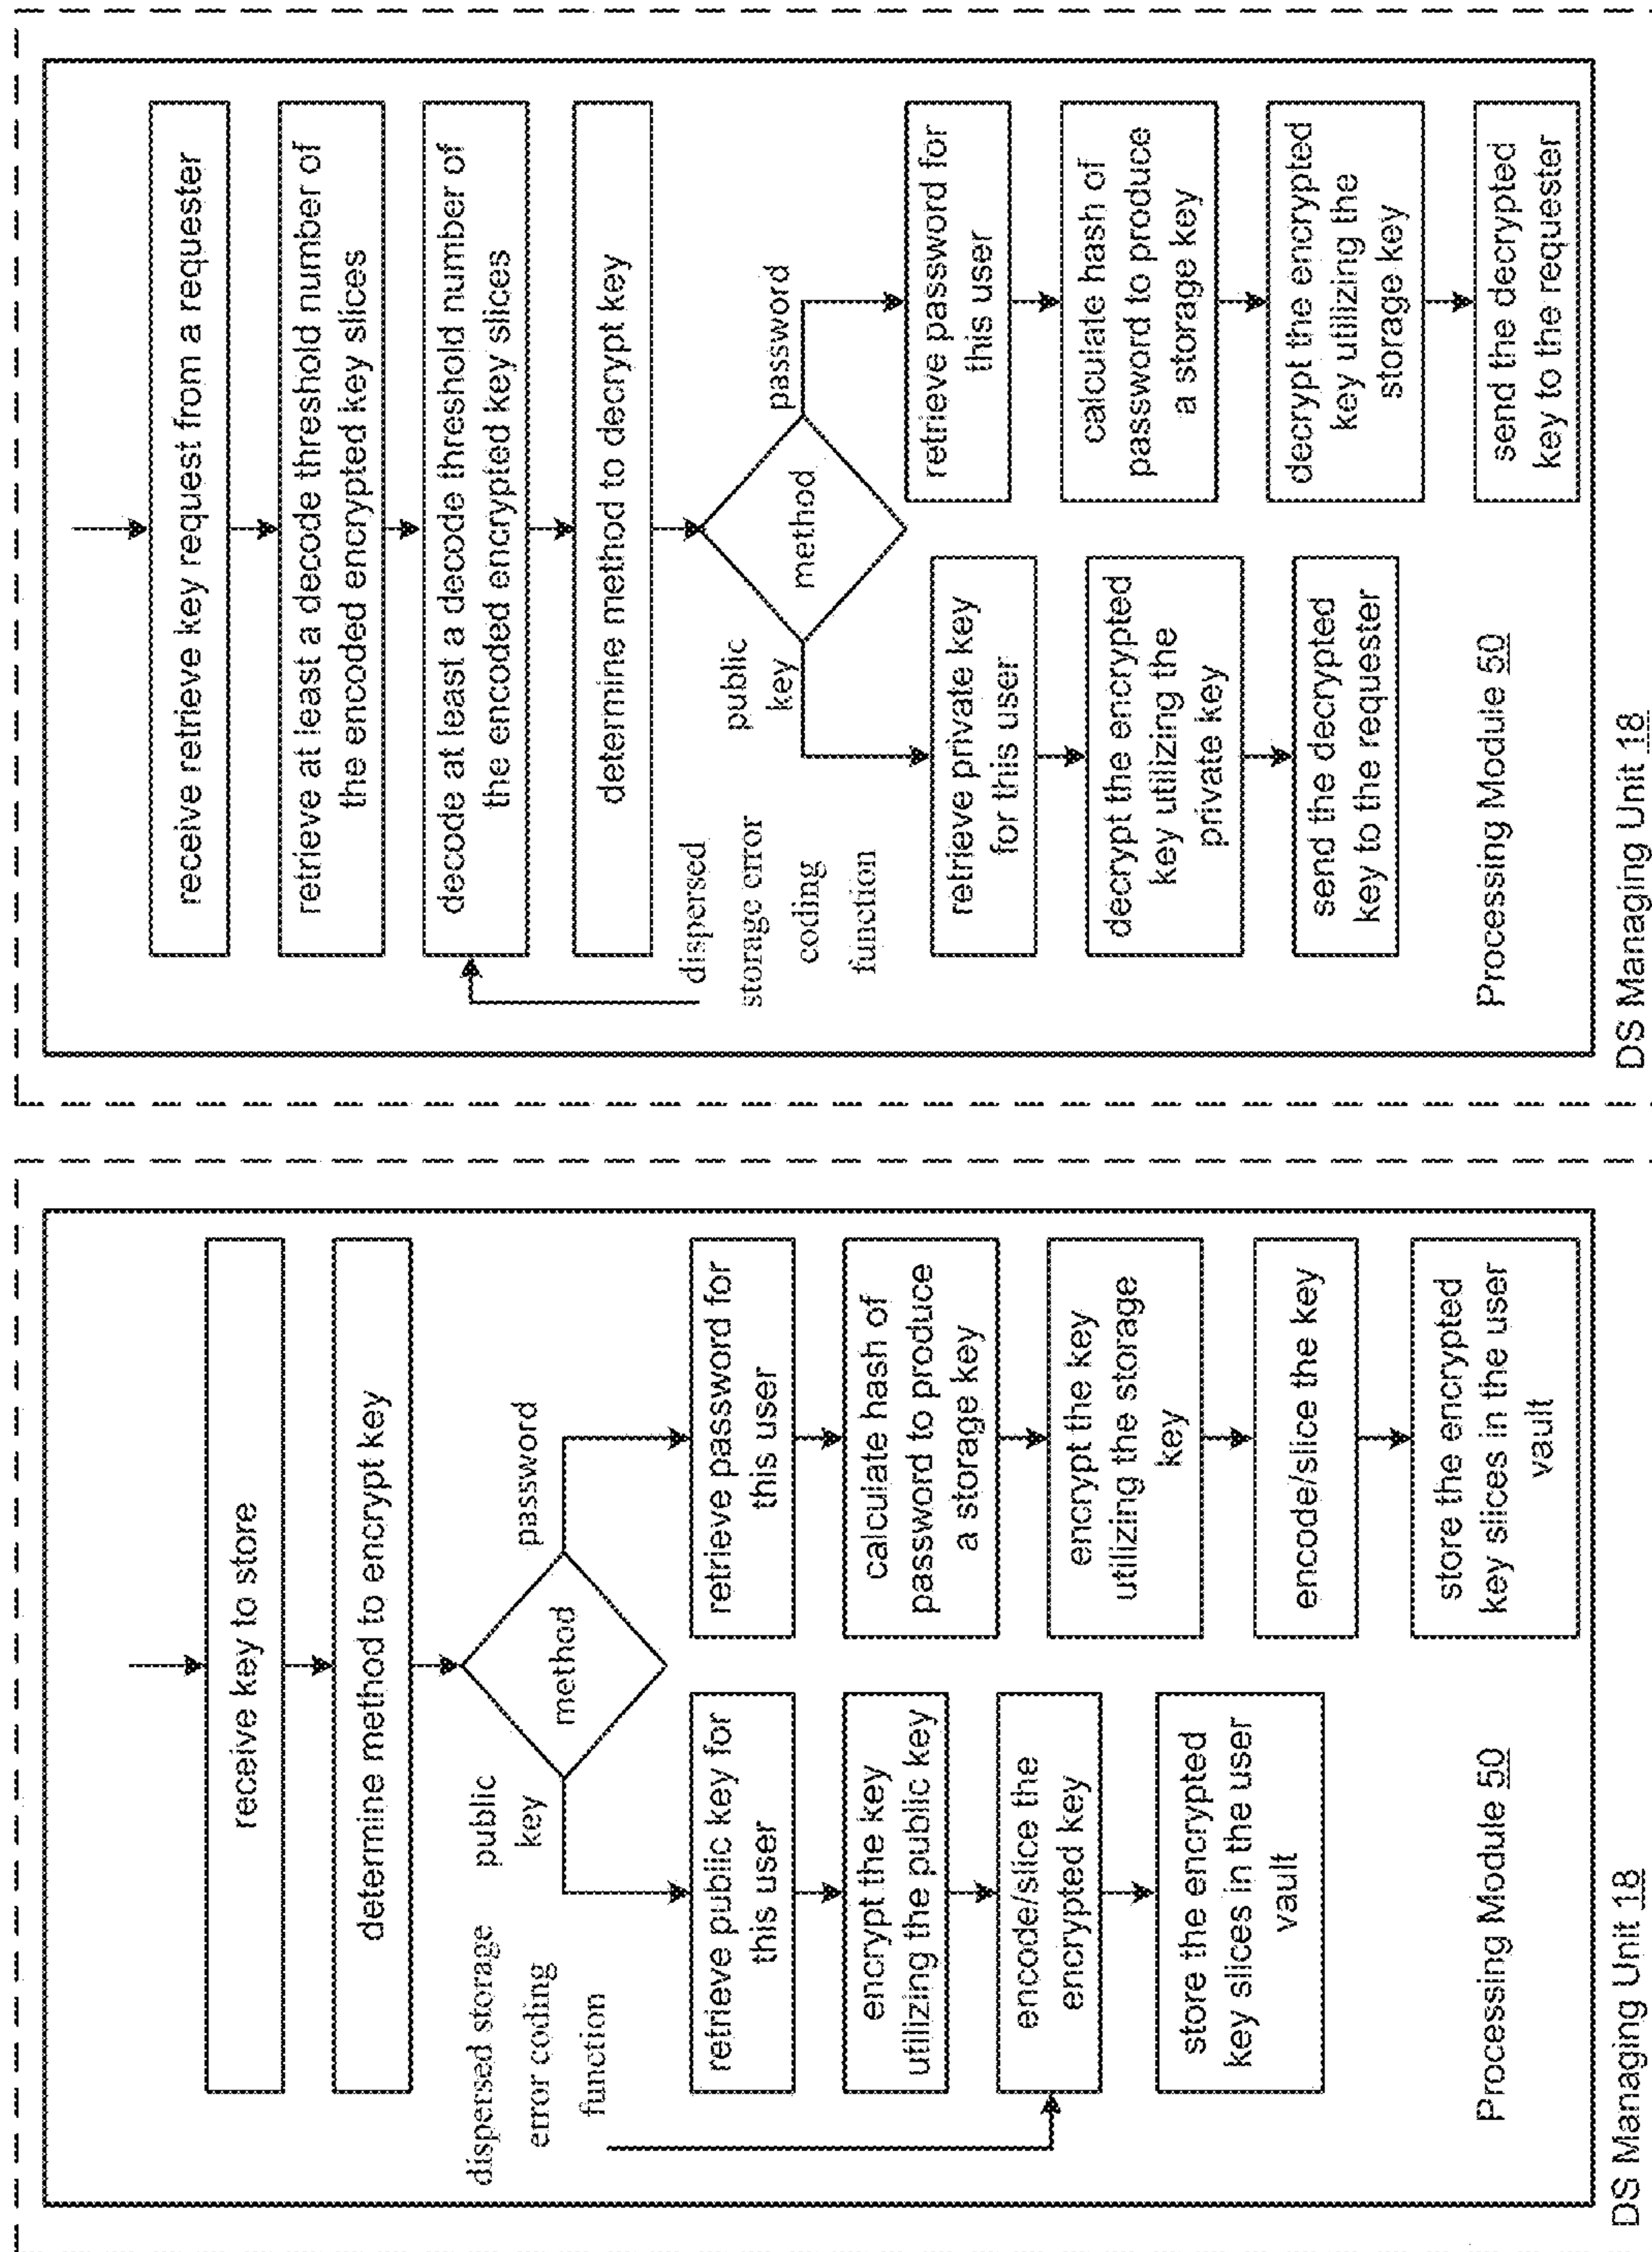 receive key to store
determine method to encrypt key
method
public
key
password
dispersed storage
error coding
function
retrieve public key for
this user
encrypt the key
utilizing the public key
encode/slice the
encrypted key
store the encrypted
key slices in the user
vault
retrieve password for
this user
calculate hash of
password to produce
a storage key
encrypt the key
utilizing the storage
key
encode/slice the key
store the encrypted
key slices in the user
vault
Processing Module 50
DS Managing Unit 18
receive retrieve key request from a requester
retrieve at least a decode threshold number of
the encoded encrypted key slices
decode at least a decode threshold number of
the encoded encrypted key slices
determine method to decrypt key
method
public
key
password
dispersed
storage error
coding
function
retrieve private key
for this user
decrypt the encrypted
key utilizing the
private key
send the decrypted
key to the requester
retrieve password for
this user
calculate hash of
password to produce
a storage key
decrypt the encrypted
key utilizing the
storage key
send the decrypted
key to the requester
Processing Module 50
DS Managing Unit 18